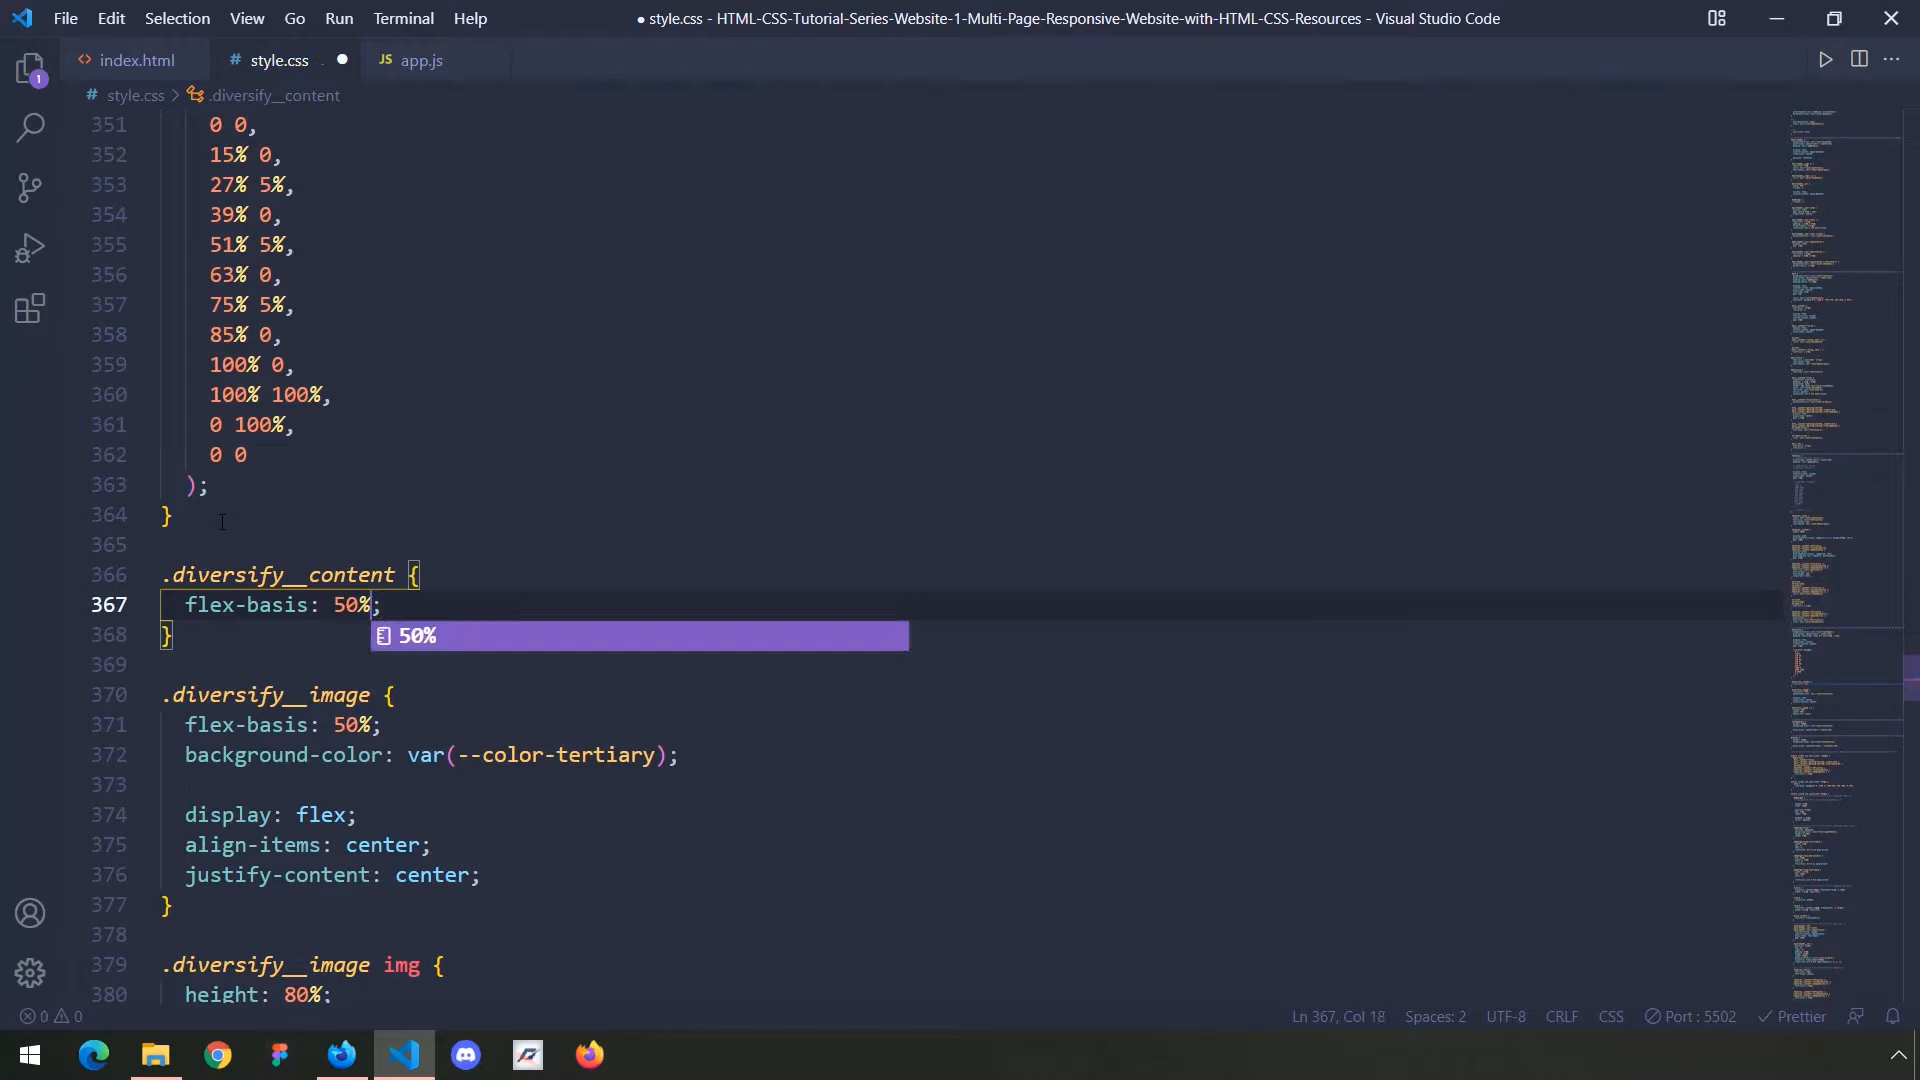 File Edit Selection View Go Run Terminal Help
● style.css - HTML-CSS-Tutorial-Series-Website-1-Multi-Page-Responsive-Website-with-HTML-CSS-Resources - Visual Studio Code
<> index.html # style.css ● JS app.js
# style.css > .diversify__content
1
351 0 0,
352 15% 0,
353 27% 5%,
354 39% 0,
355 51% 5%,
356 63% 0,
357 75% 5%,
358 85% 0,
359 100% 0,
360 100% 100%,
361 0 100%,
362 0 0
363 );
364 }
365
366 .diversify__content {
367 flex-basis: 50%;
368 }
50%
369
370 .diversify__image {
371 flex-basis: 50%;
372 background-color: var(--color-tertiary);
373
374 display: flex;
375 align-items: center;
376 justify-content: center;
377 }
378
379 .diversify__image img {
380 height: 80%;
0 0 Ln 367, Col 18 Spaces: 2 UTF-8 CRLF CSS Port : 5502 ✓ Prettier